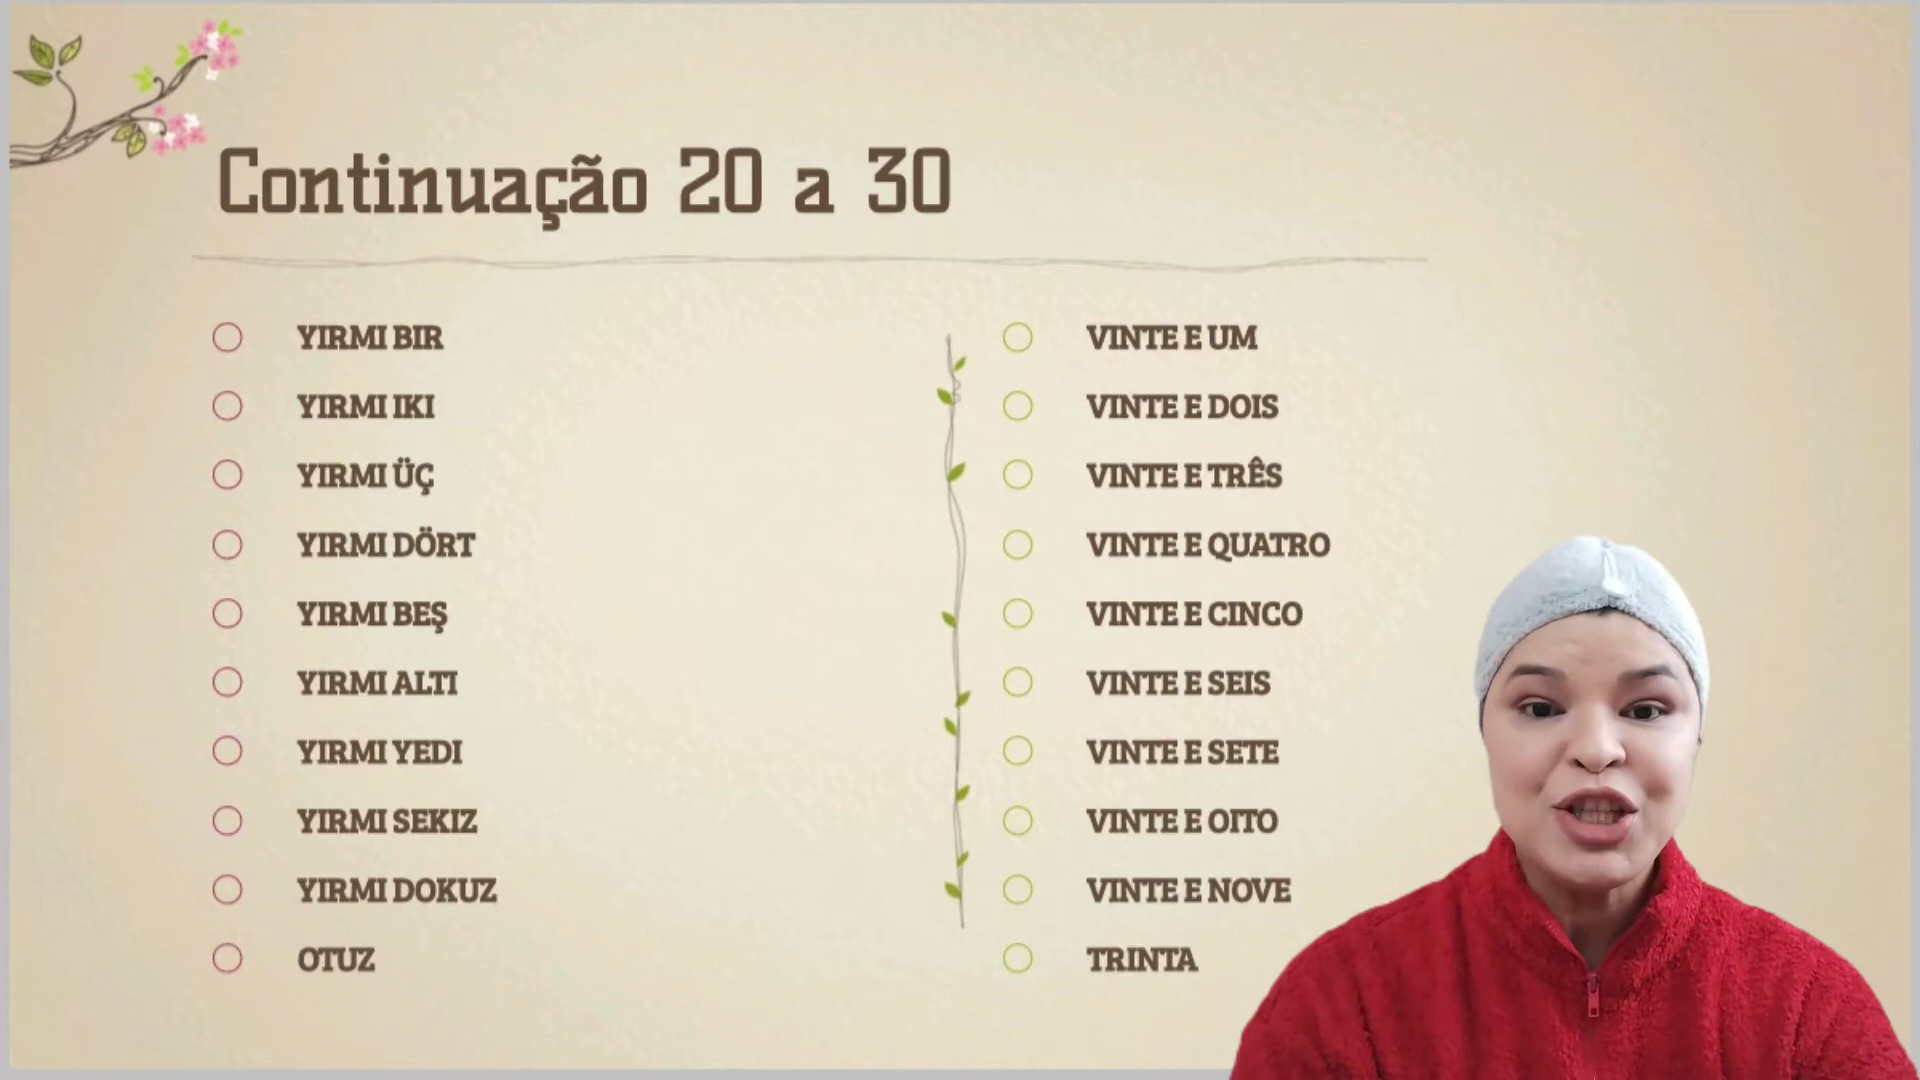 Continuação 20 a 30
YIRMI BIR
YIRMI IKI
YIRMI ÜÇ
YIRMI DÖRT
YIRMI BEŞ
YIRMI ALTI
YIRMI YEDI
YIRMI SEKIZ
YIRMI DOKUZ
OTUZ
VINTE E UM
VINTE E DOIS
VINTE E TRÊS
VINTE E QUATRO
VINTE E CINCO
VINTE E SEIS
VINTE E SETE
VINTE E OITO
VINTE E NOVE
TRINTA